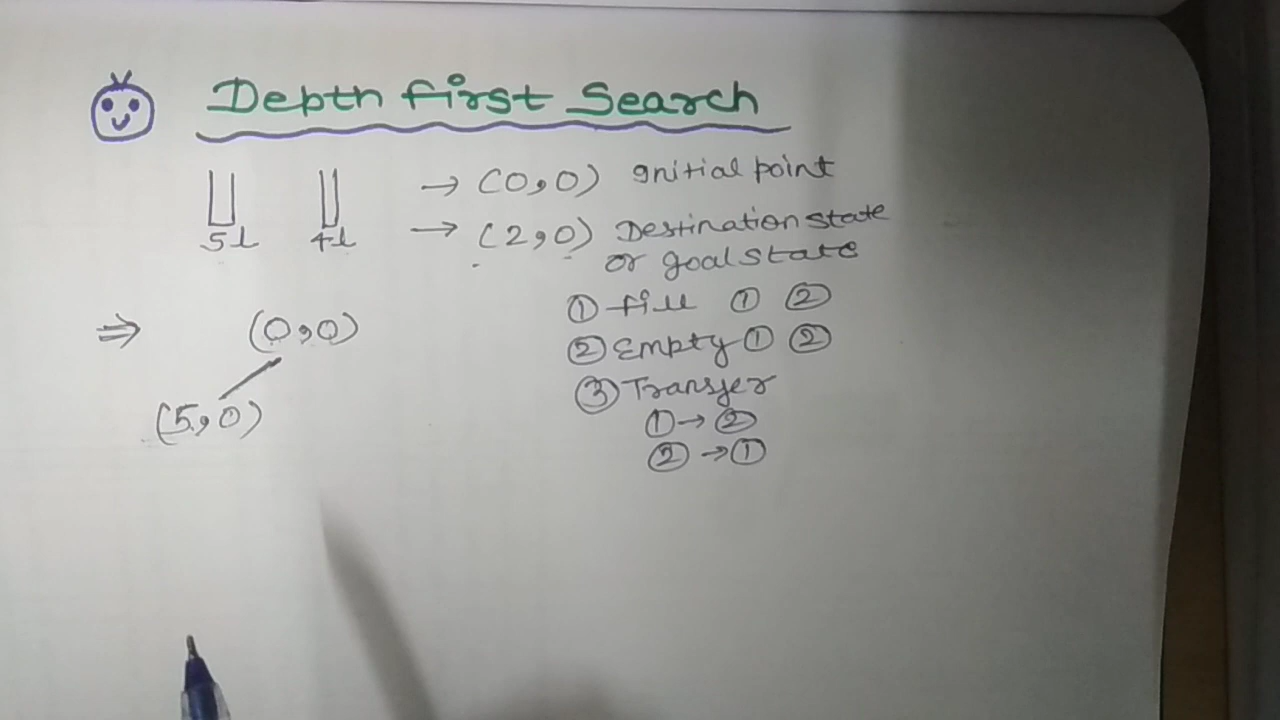 Depth first Search
→ (0,0) Initial point
5l 4l → (2,0) Destination state
or goal state
① fill ① ②
⇒ (0,0) ② Empty ① ②
③ Transfer
(5,0) ① → ②
② → ①